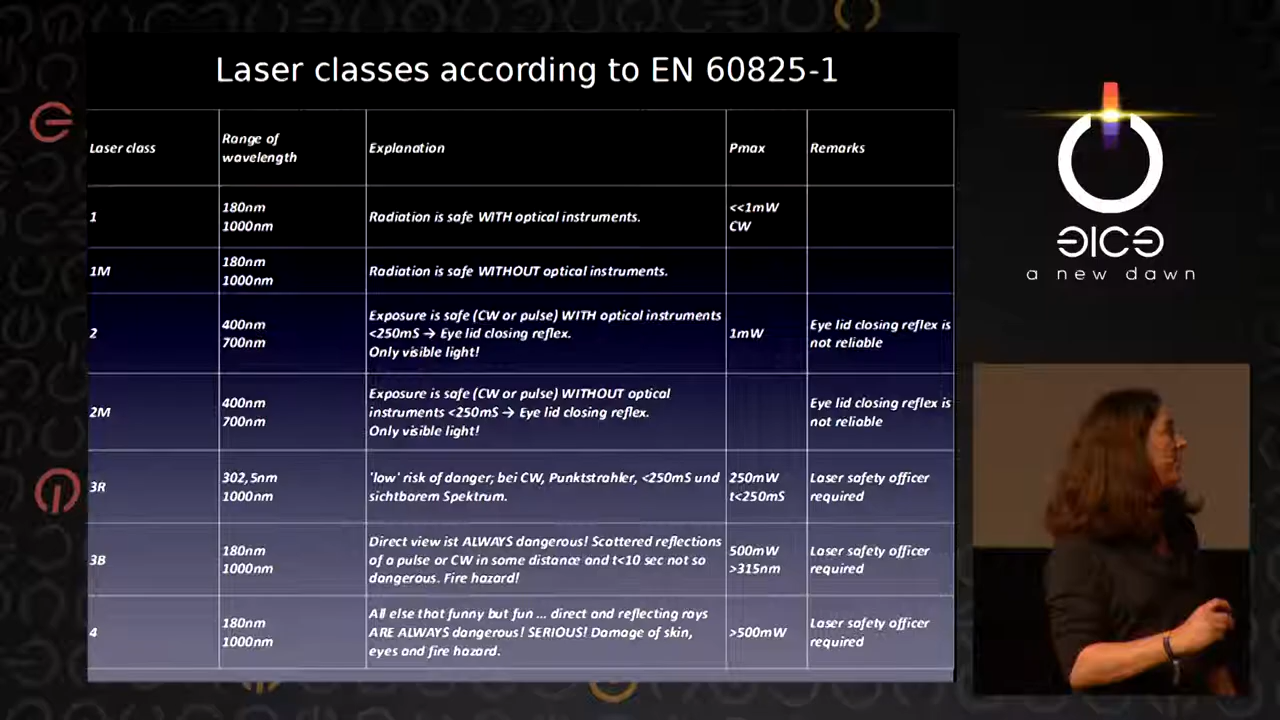 Laser classes according to EN 60825-1
Laser class
Range of
wavelength
Explanation
Pmax
Remarks
1
180nm
1000nm
Radiation is safe WITH optical instruments.
<<1mW
CW
1M
180nm
1000nm
Radiation is safe WITHOUT optical instruments.
2
400nm
700nm
Exposure is safe (CW or pulse) WITH optical instruments
<250mS → Eye lid closing reflex.
Only visible light!
1mW
Eye lid closing reflex is
not reliable
2M
400nm
700nm
Exposure is safe (CW or pulse) WITHOUT optical
instruments <250mS → Eye lid closing reflex.
Only visible light!
Eye lid closing reflex is
not reliable
3R
302,5nm
1000nm
'low' risk of danger; bei CW, Punktstrahler, <250mS und
sichtbarem Spektrum.
250mW
t<250mS
Laser safety officer
required
3B
180nm
1000nm
Direct view ist ALWAYS dangerous! Scattered reflections
of a pulse or CW in some distance and t<10 sec not so
dangerous. Fire hazard!
500mW
>315nm
Laser safety officer
required
4
180nm
1000nm
All else that funny but fun ... direct and reflecting rays
ARE ALWAYS dangerous! SERIOUS! Damage of skin,
eyes and fire hazard.
>500mW
Laser safety officer
required
a new dawn